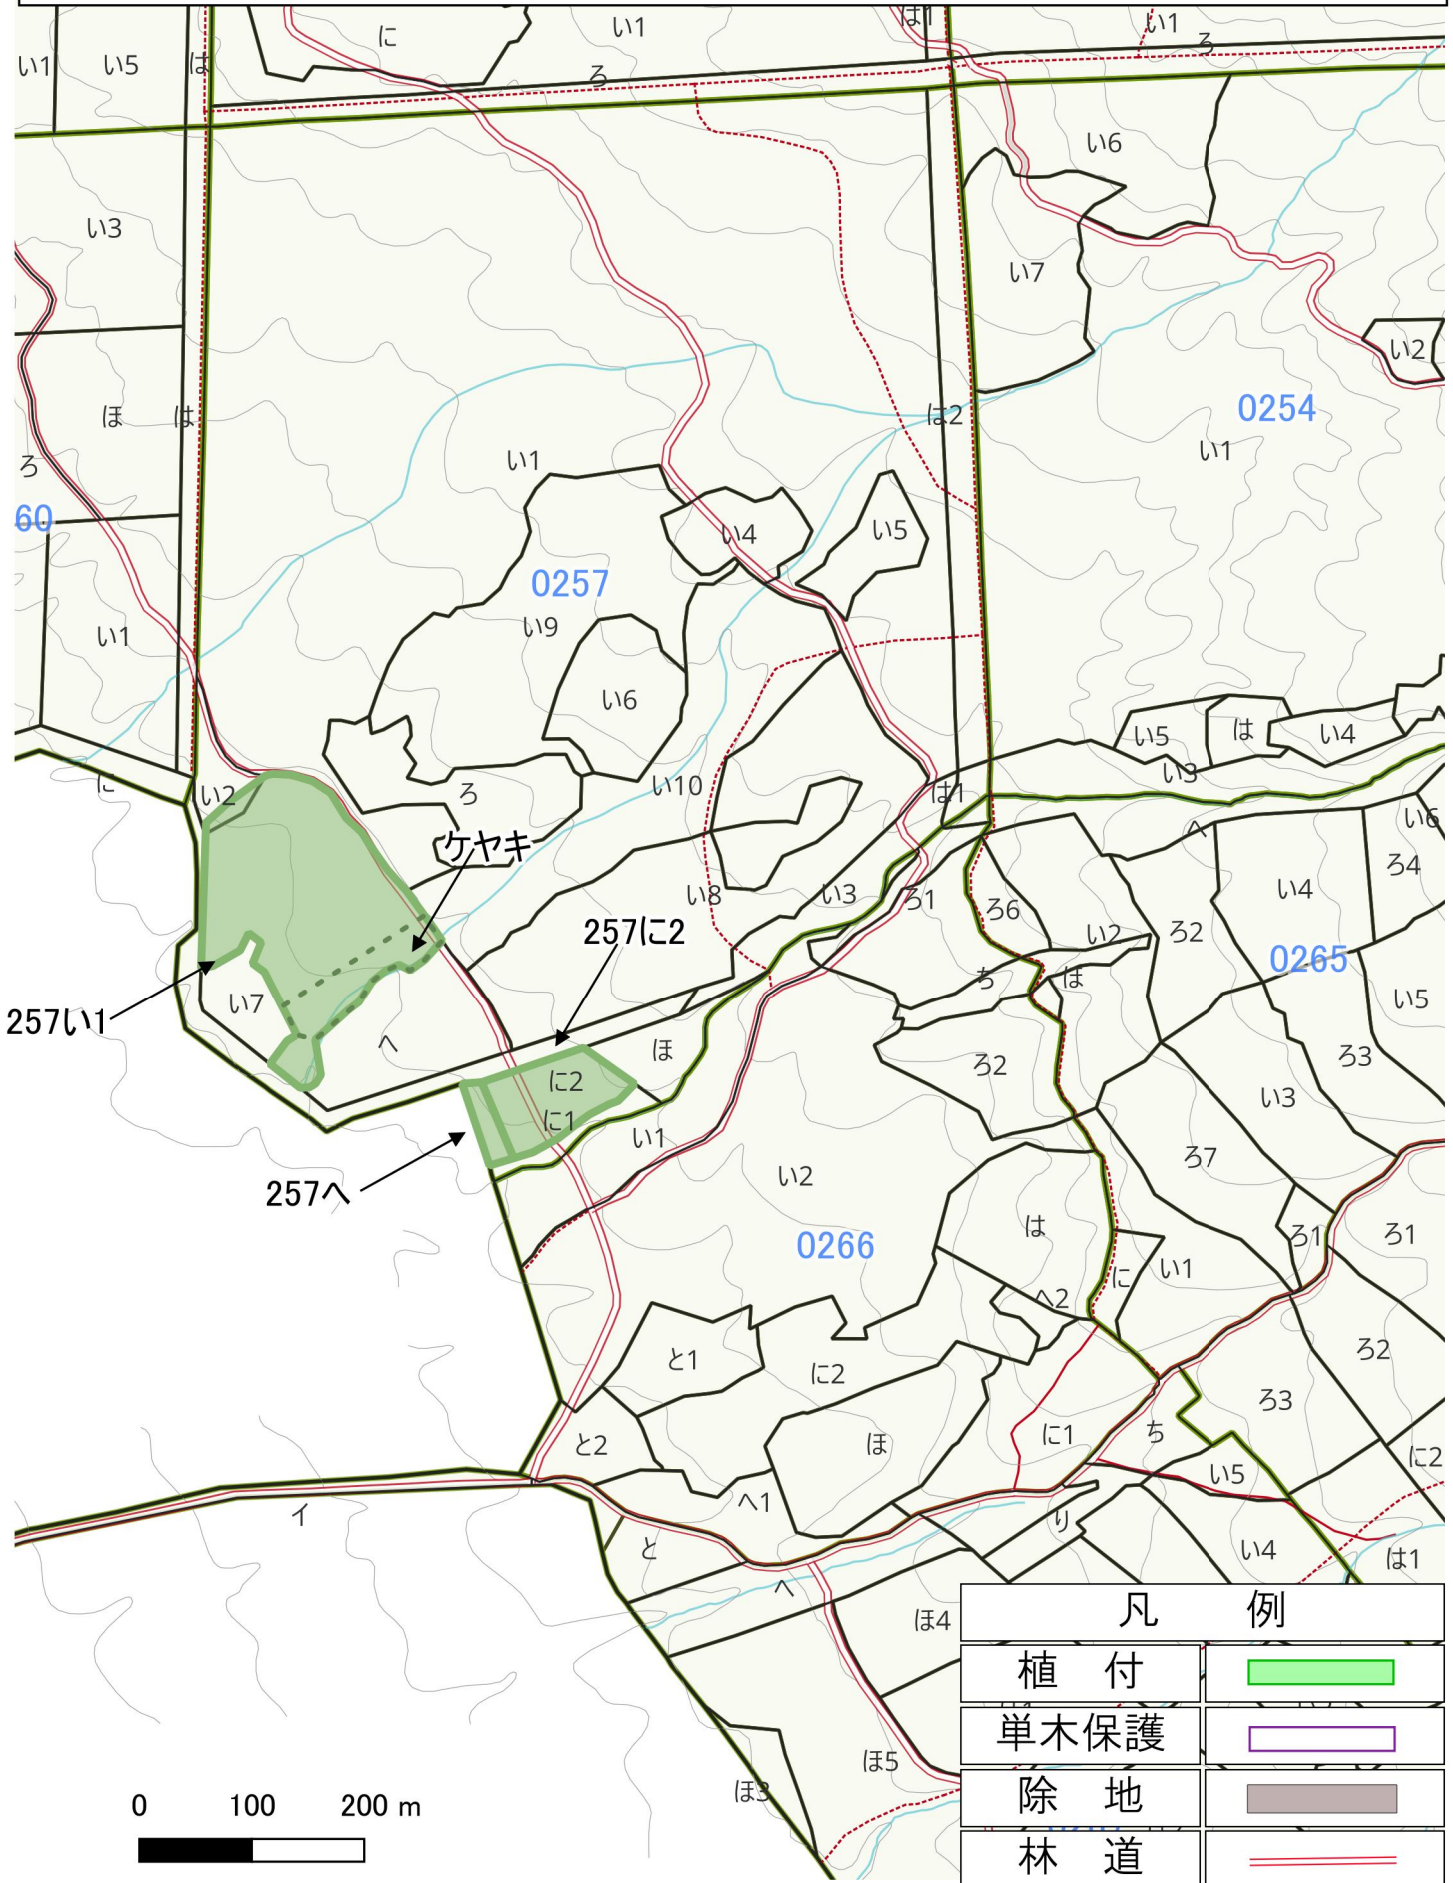 に
い1
は1
い1
ろ
い1
い5
は
ろ
い6
い3
い7
い2
0254
ほ
は
は2
い1
ろ
い1
60
い4
い5
0257
い9
い1
い6
い5
は
い4
い3
に
い2
い10
は1
ろ
い6
へ
ケヤキ
ろ4
い8
い3
ろ1
い4
ろ6
257に2
い2
ろ2
0265
ち
は
い7
い5
257い1
へ
ほ
ろ2
ろ3
に2
い3
に1
い1
ろ7
257へ
い2
は
ろ1
ろ1
0266
に
い1
へ2
と1
に2
ろ2
ろ3
と2
ほ
に1
ち
い5
に2
へ1
イ
り
と
い4
は1
へ
ほ4
凡 例
植 付
単木保護
ほ5
ほ3
除 地
0 100 200 m
林 道